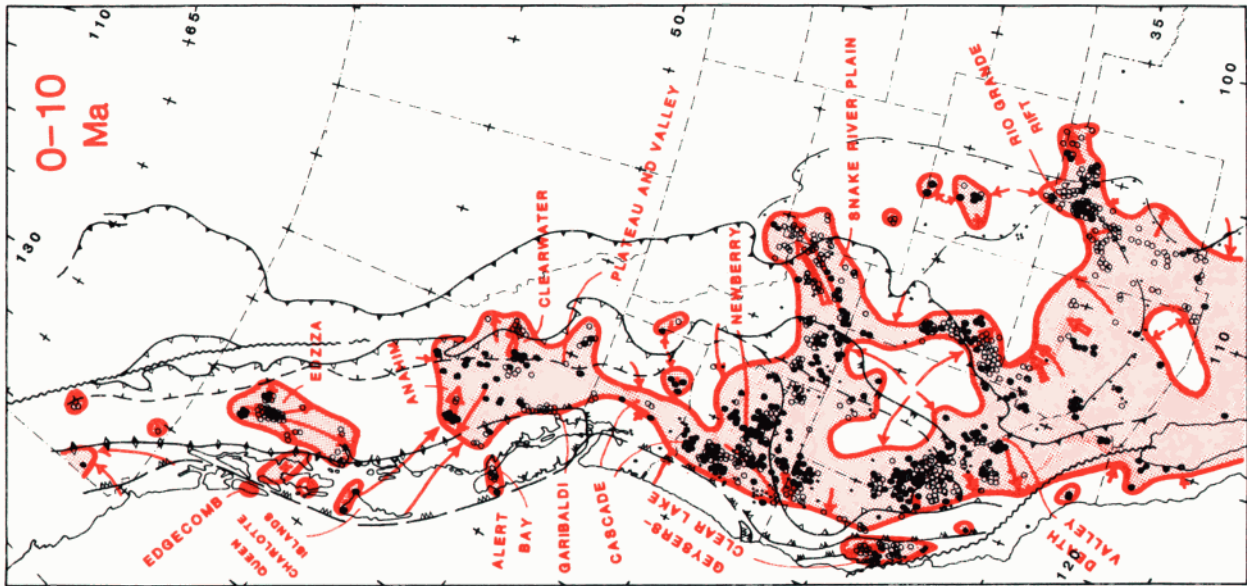 110
65
50
35
100
0–10
Ma
130
EDZIZA
ANAHIM
CLEARWATER
PLATEAU AND VALLEY
NEWBERRY
SNAKE RIVER PLAIN
RIO GRANDE
RIFT
EDGECOMB
QUEEN
CHARLOTTE
ISLANDS
ALERT
BAY
GARIBALDI
CASCADE
GEYSERS-
CLEAR LAKE
DEATH
VALLEY
120
110